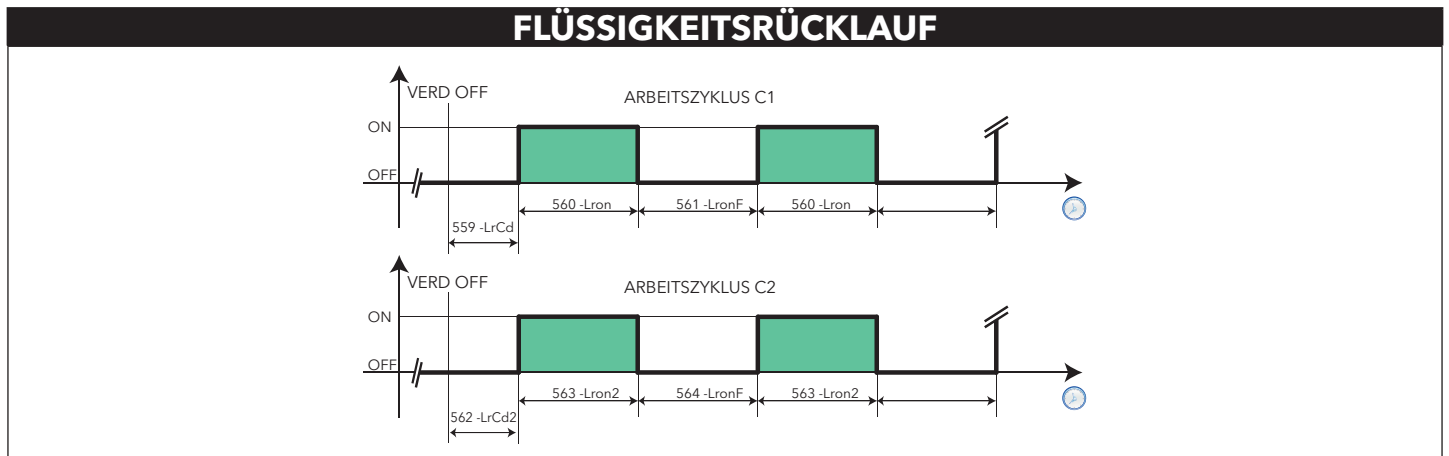 FLÜSSIGKEITSRÜCKLAUF
VERD OFF
ARBEITSZYKLUS C1
ON
OFF
560 -Lron
561 -LronF
560 -Lron
559 -LrCd
VERD OFF
ARBEITSZYKLUS C2
ON
OFF
563 -Lron2
564 -LronF
563 -Lron2
562 -LrCd2